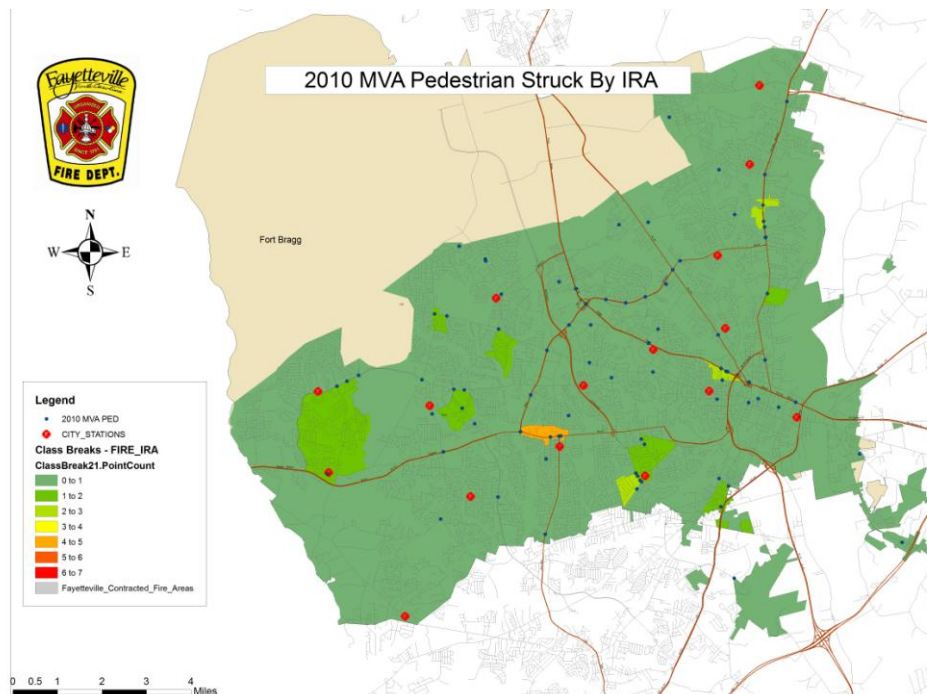 2010 MVA Pedestrian Struck By IRA
Fayetteville
North Carolina
FIRE DEPT.
N
W E
S
Fort Bragg
Legend
2010 MVA PED
CITY_STATIONS
Class Breaks - FIRE_IRA
ClassBreak21.PointCount
0 to 1
1 to 2
2 to 3
3 to 4
4 to 5
5 to 6
6 to 7
Fayetteville_Contracted_Fire_Areas
0 0.5 1 2 3 4
Miles